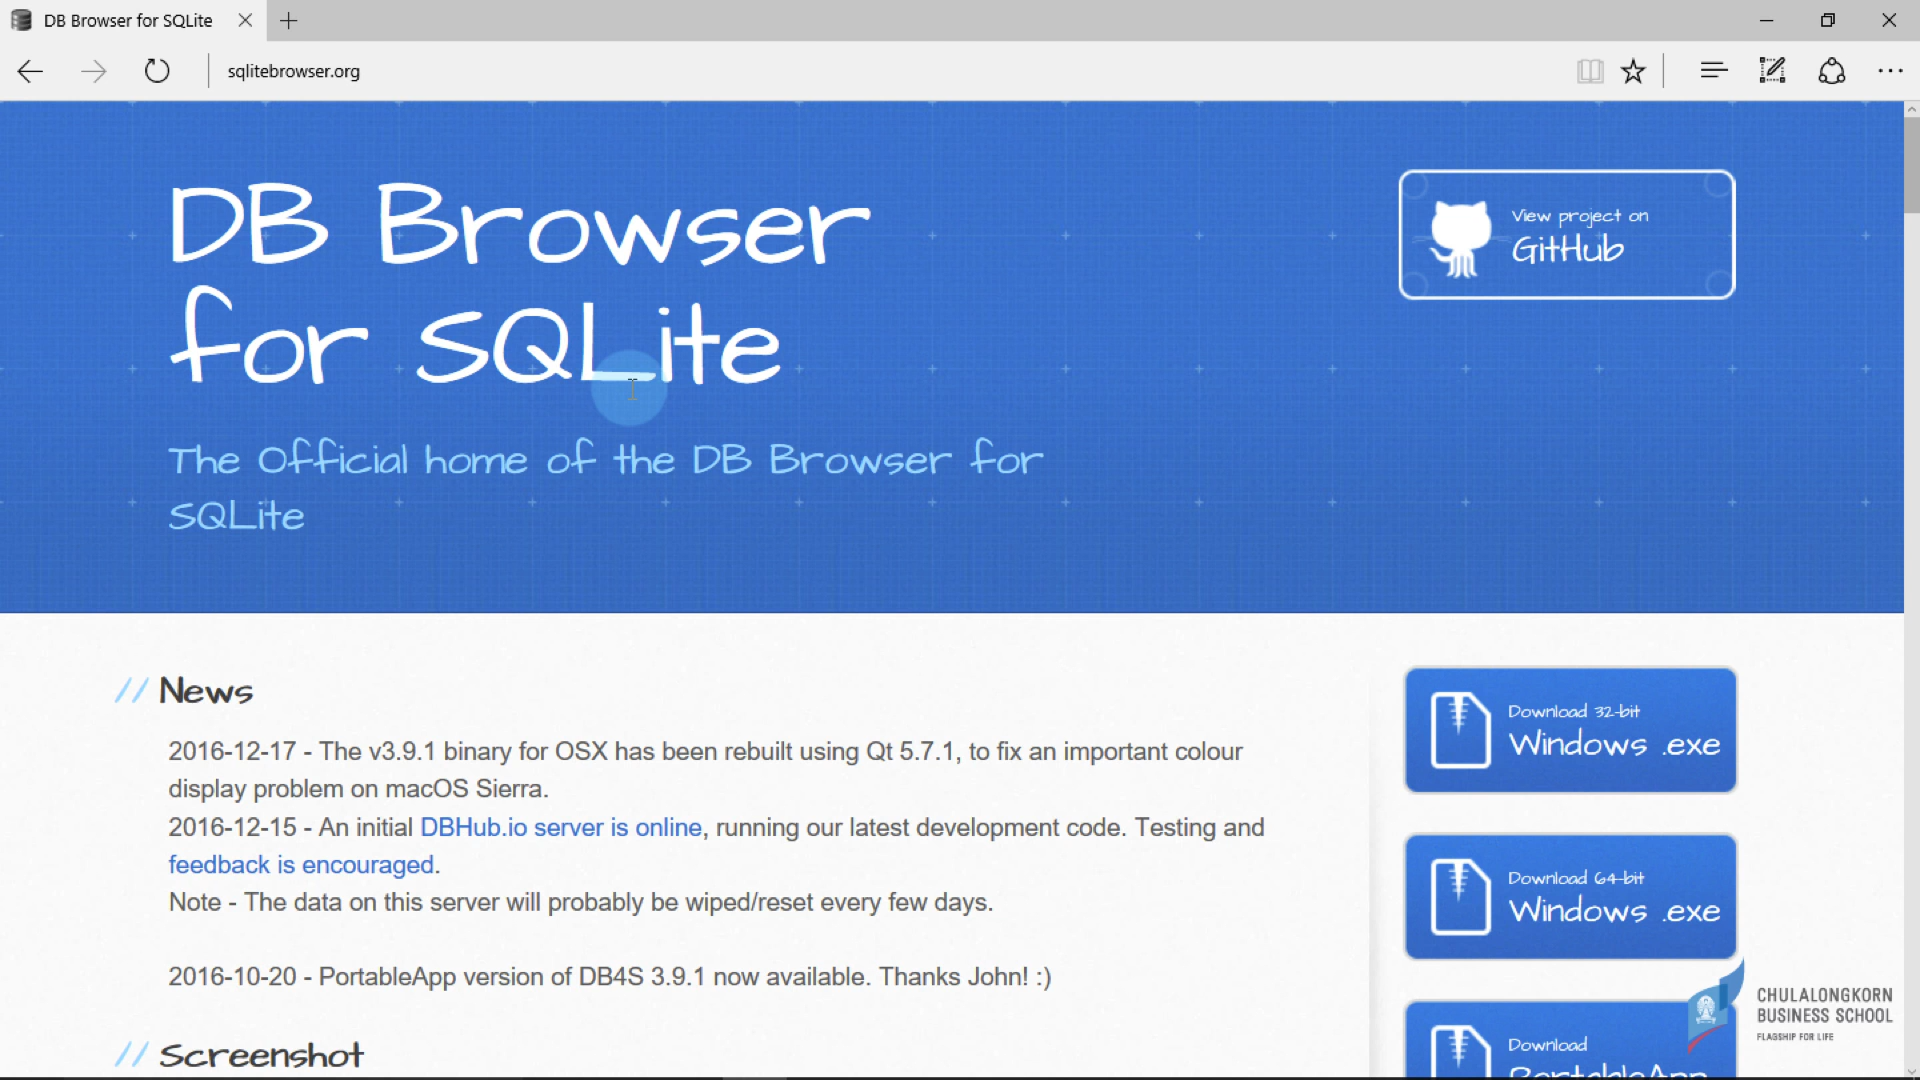 DB Browser for SQLite
sqlitebrowser.org
DB Browser
for SQLite
View project on
GitHub
The Official home of the DB Browser for
SQLite
// News
2016-12-17 - The v3.9.1 binary for OSX has been rebuilt using Qt 5.7.1, to fix an important colour
display problem on macOS Sierra.
2016-12-15 - An initial DBHub.io server is online, running our latest development code. Testing and
feedback is encouraged.
Note - The data on this server will probably be wiped/reset every few days.
2016-10-20 - PortableApp version of DB4S 3.9.1 now available. Thanks John! :)
// Screenshot
Download 32-bit
Windows .exe
Download 64-bit
Windows .exe
Download
PortableApp
CHULALONGKORN
BUSINESS SCHOOL
FLAGSHIP FOR LIFE